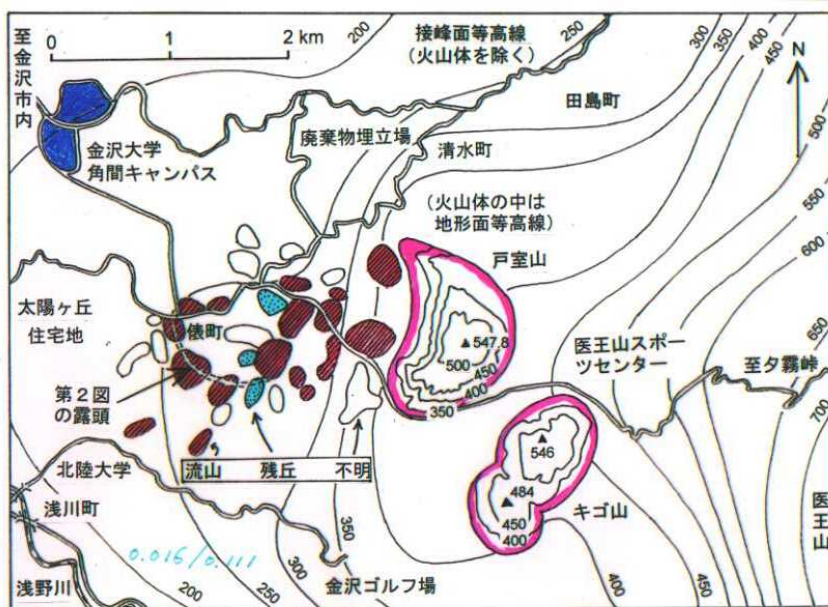 至金沢市内
0 1 2 km
接峰面等高線
(火山体を除く)
200
250
300
350
400
450
N
田島町
500
廃棄物埋立場
清水町
金沢大学
角間キャンパス
550
(火山体の中は
地形面等高線)
600
戸室山
太陽ヶ丘
住宅地
俵町
547.8
500
450
400
350
医王山スポー
ツセンター
至夕霧峠
650
700
第2図
の露頭
546
流山 残丘 不明
北陸大学
浅川町
484
450
400
キゴ山
医王山
350
0.016/0.111
300
250
200
浅野川
金沢ゴルフ場
400
450
500